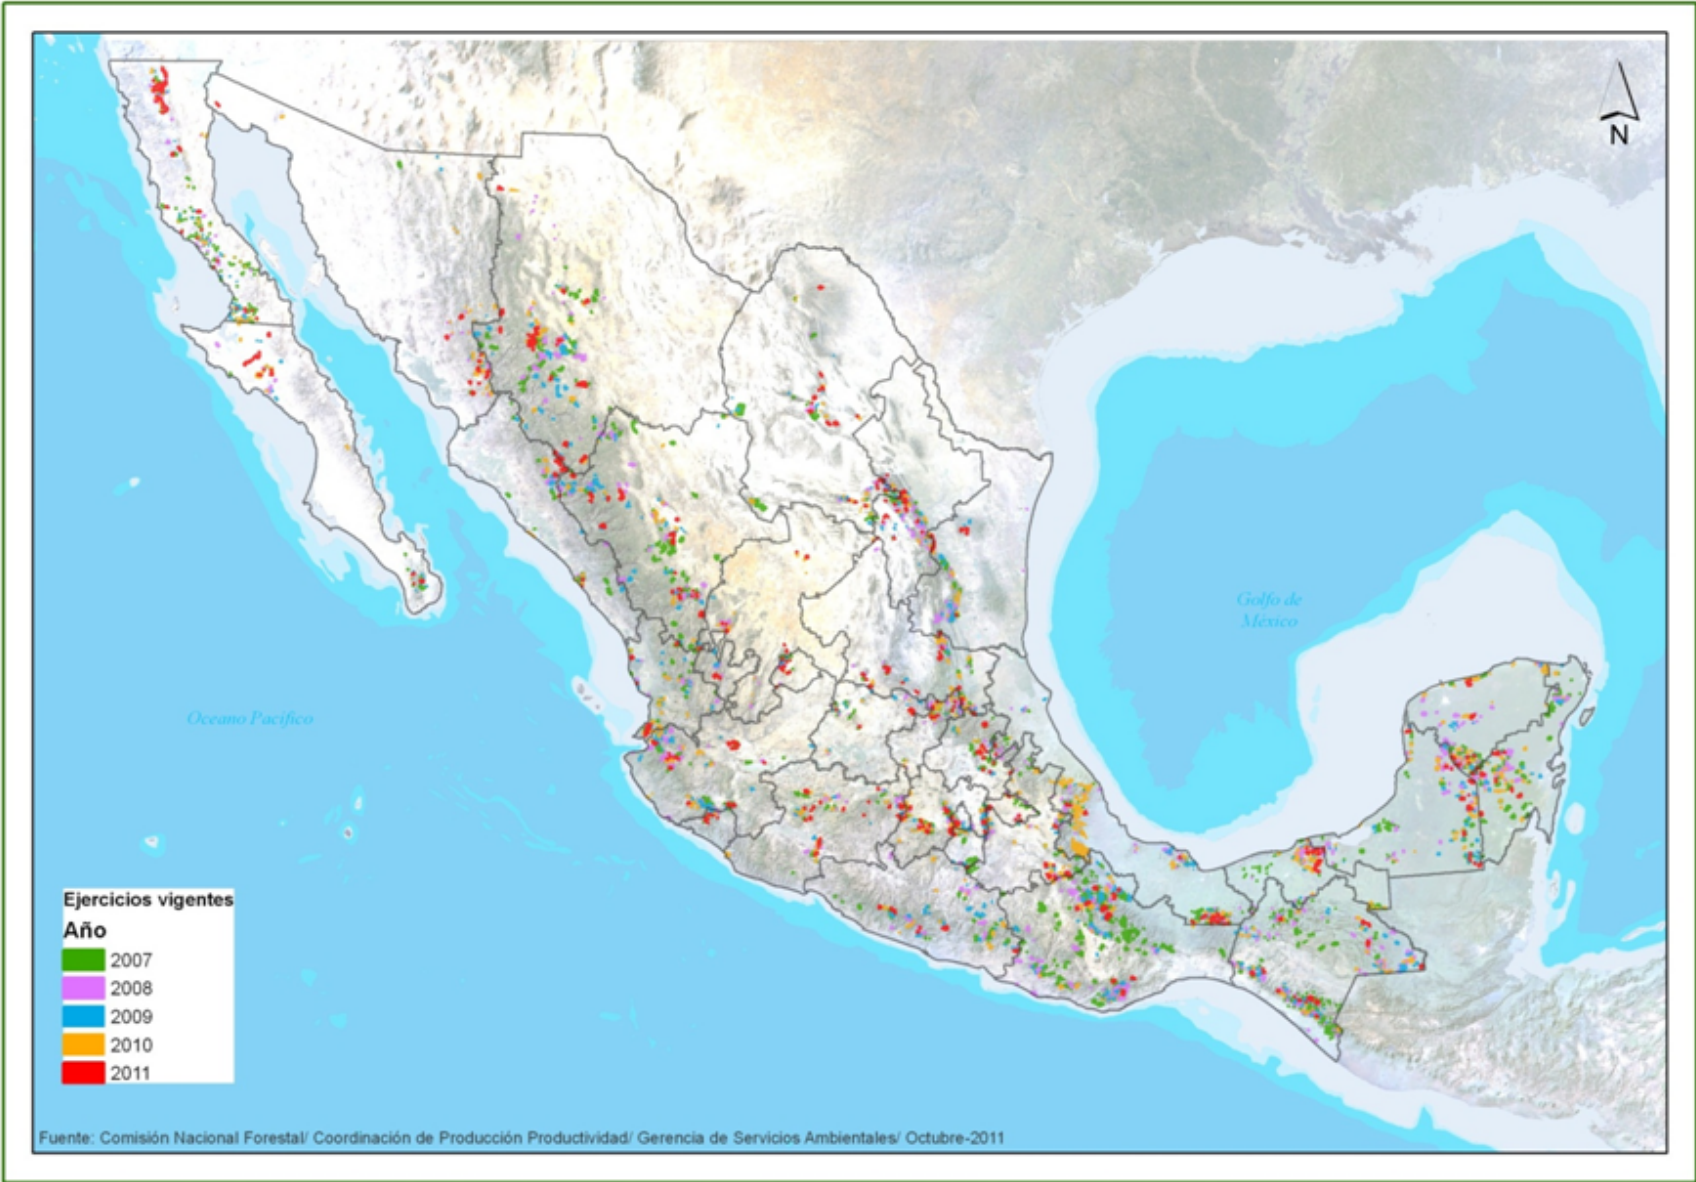 N
Golfo de
México
Oceano Pacifico
Ejercicios vigentes
Año
2007
2008
2009
2010
2011
Fuente: Comisión Nacional Forestal/ Coordinación de Producción Productividad/ Gerencia de Servicios Ambientales/ Octubre-2011